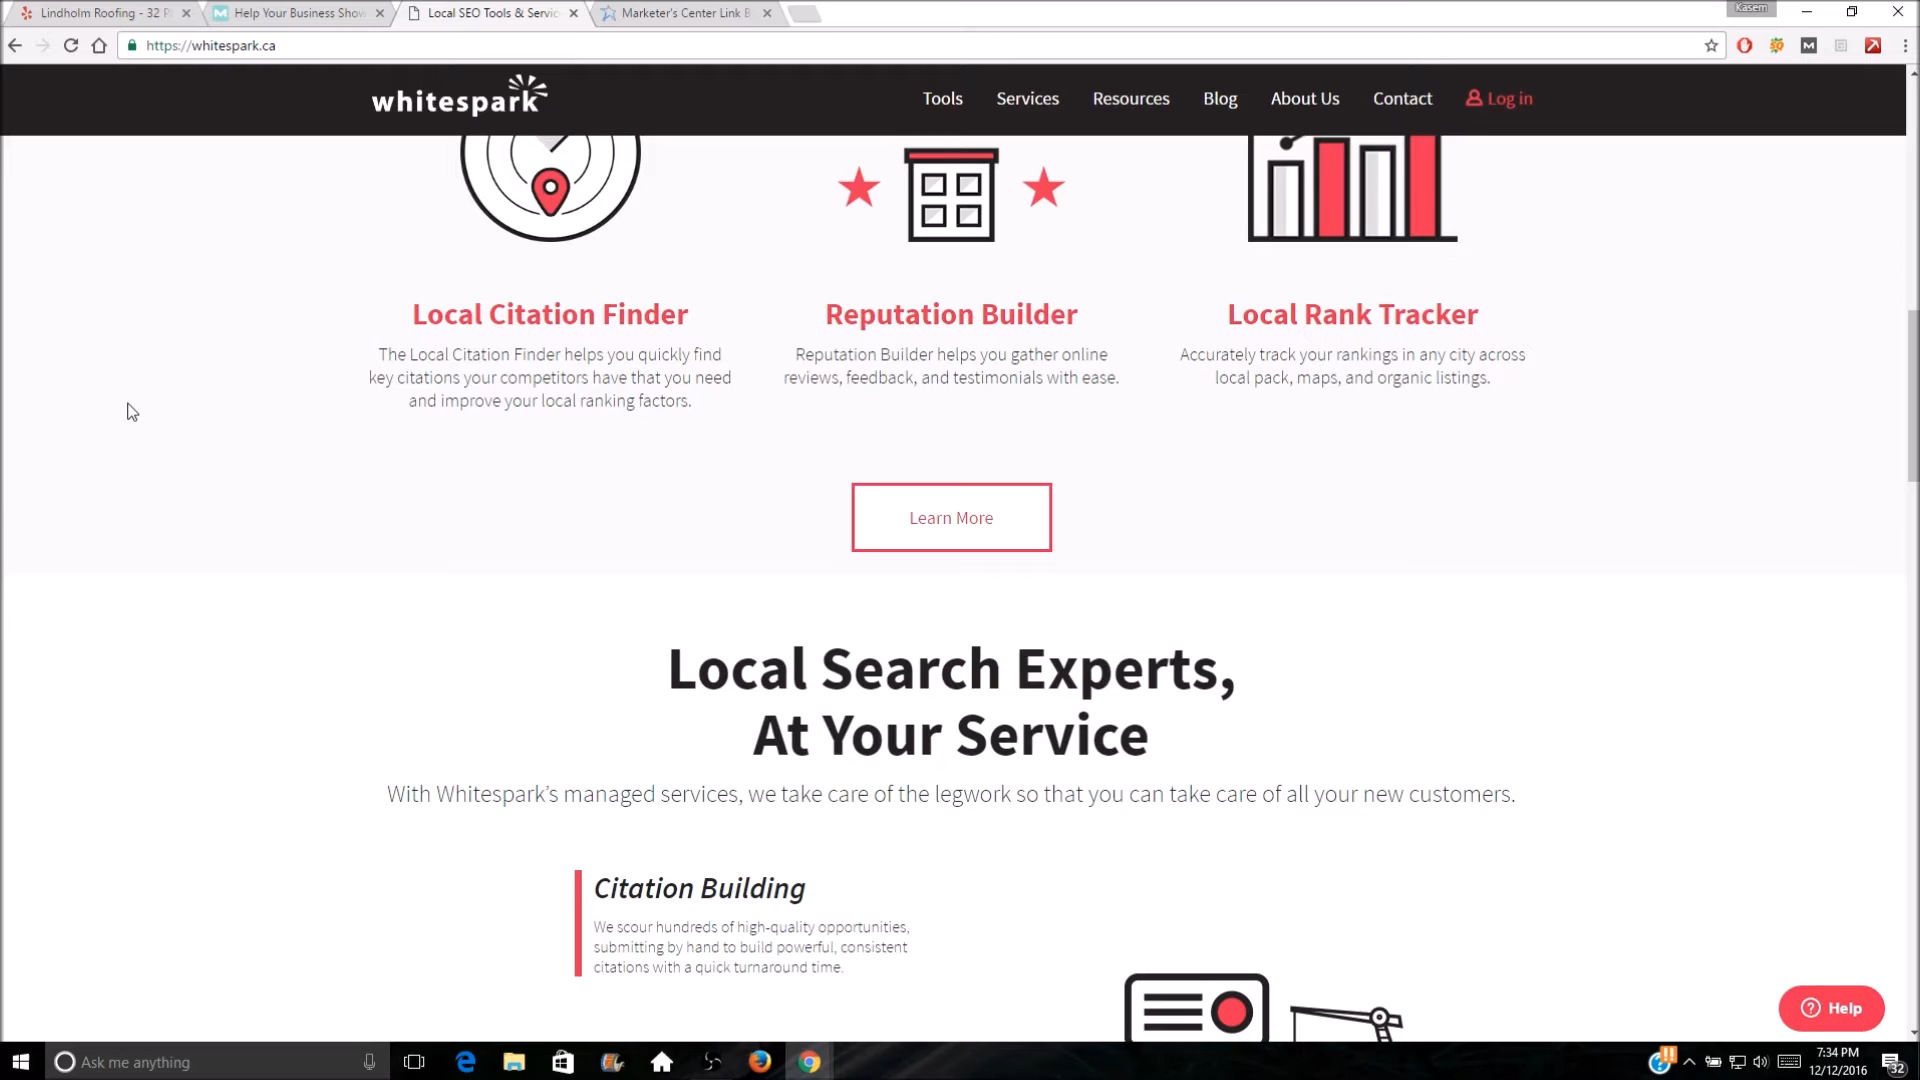 Lindholm Roofing - 32 P
Help Your Business Show
Local SEO Tools & Servic
Marketer's Center Link B
Kasem
https://whitespark.ca
whitespark
Tools
Services
Resources
Blog
About Us
Contact
Log in
Local Citation Finder
The Local Citation Finder helps you quickly find
key citations your competitors have that you need
and improve your local ranking factors.
Reputation Builder
Reputation Builder helps you gather online
reviews, feedback, and testimonials with ease.
Local Rank Tracker
Accurately track your rankings in any city across
local pack, maps, and organic listings.
Learn More
Local Search Experts,
At Your Service
With Whitespark's managed services, we take care of the legwork so that you can take care of all your new customers.
Citation Building
We scour hundreds of high-quality opportunities,
submitting by hand to build powerful, consistent
citations with a quick turnaround time.
Help
Ask me anything
7:34 PM
12/12/2016
32